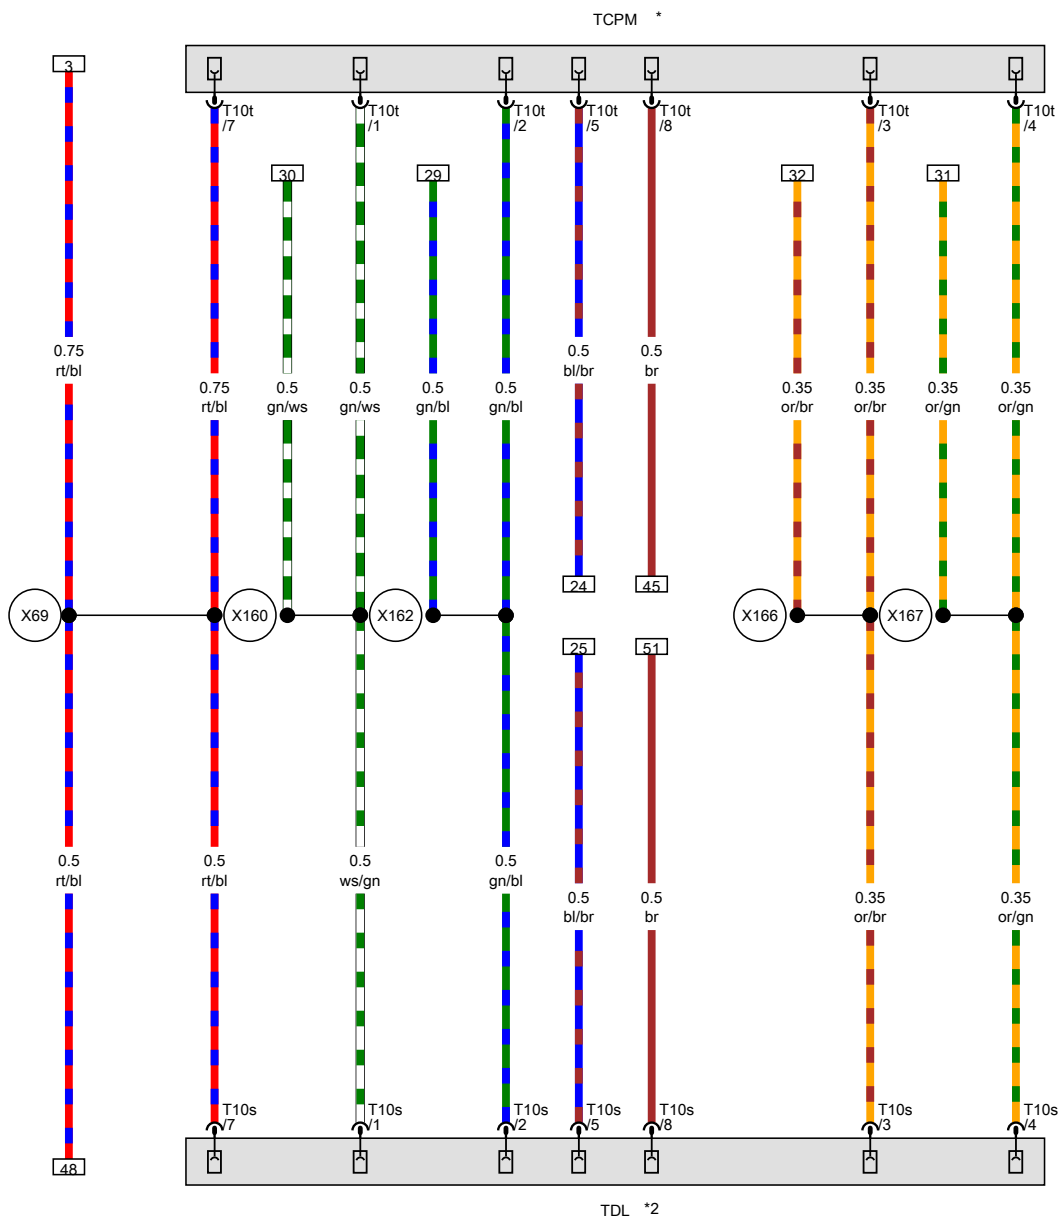 TCPM *
3
T10t T10t T10t T10t T10t T10t T10t
/7 /1 /2 /5 /8 /3 /4
30 29 32 31
0.75 0.5 0.5
rt/bl bl/br br
0.75 0.5 0.5 0.5 0.5 0.35 0.35 0.35 0.35
rt/bl gn/ws gn/ws gn/bl gn/bl or/br or/br or/gn or/gn
24 45
X69 X160 X162 X166 X167
25 51
0.5 0.5 0.5 0.5
rt/bl rt/bl ws/gn gn/bl
0.5 0.5 0.35 0.35
bl/br br or/br or/gn
T10s T10s T10s T10s T10s T10s T10s
/7 /1 /2 /5 /8 /3 /4
48
TDL *2